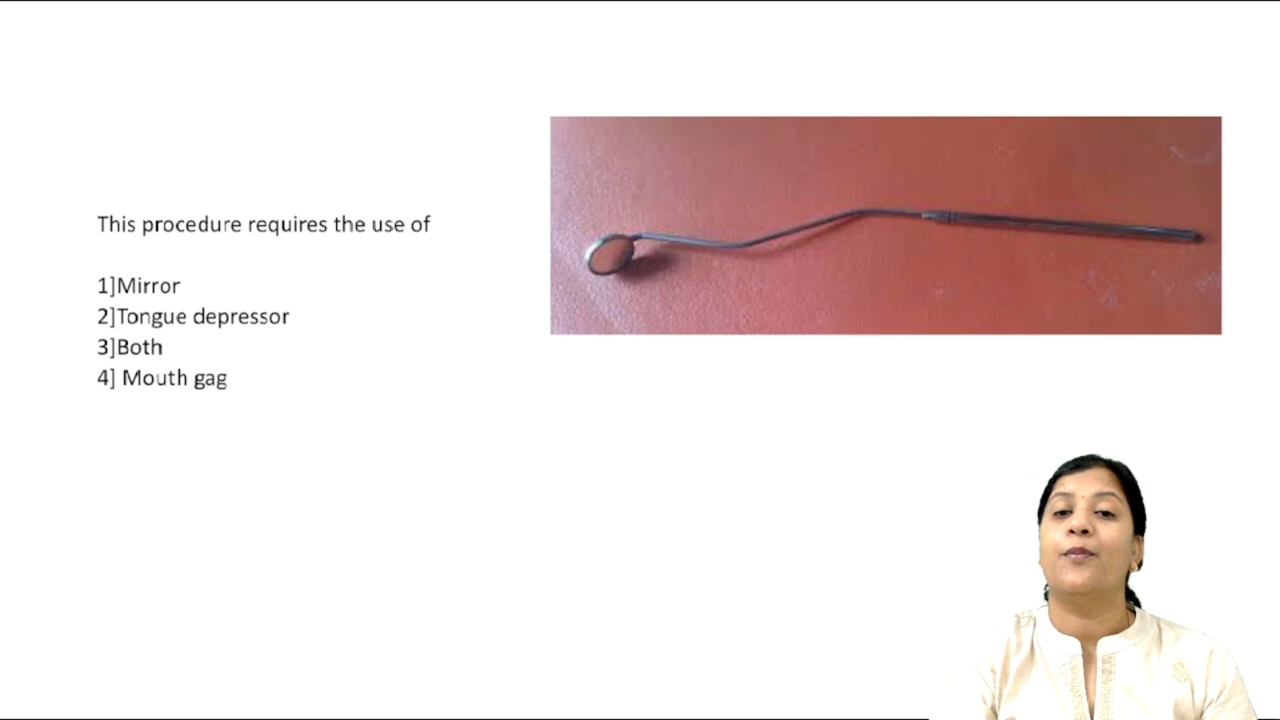 This procedure requires the use of
1]Mirror
2]Tongue depressor
3]Both
4] Mouth gag